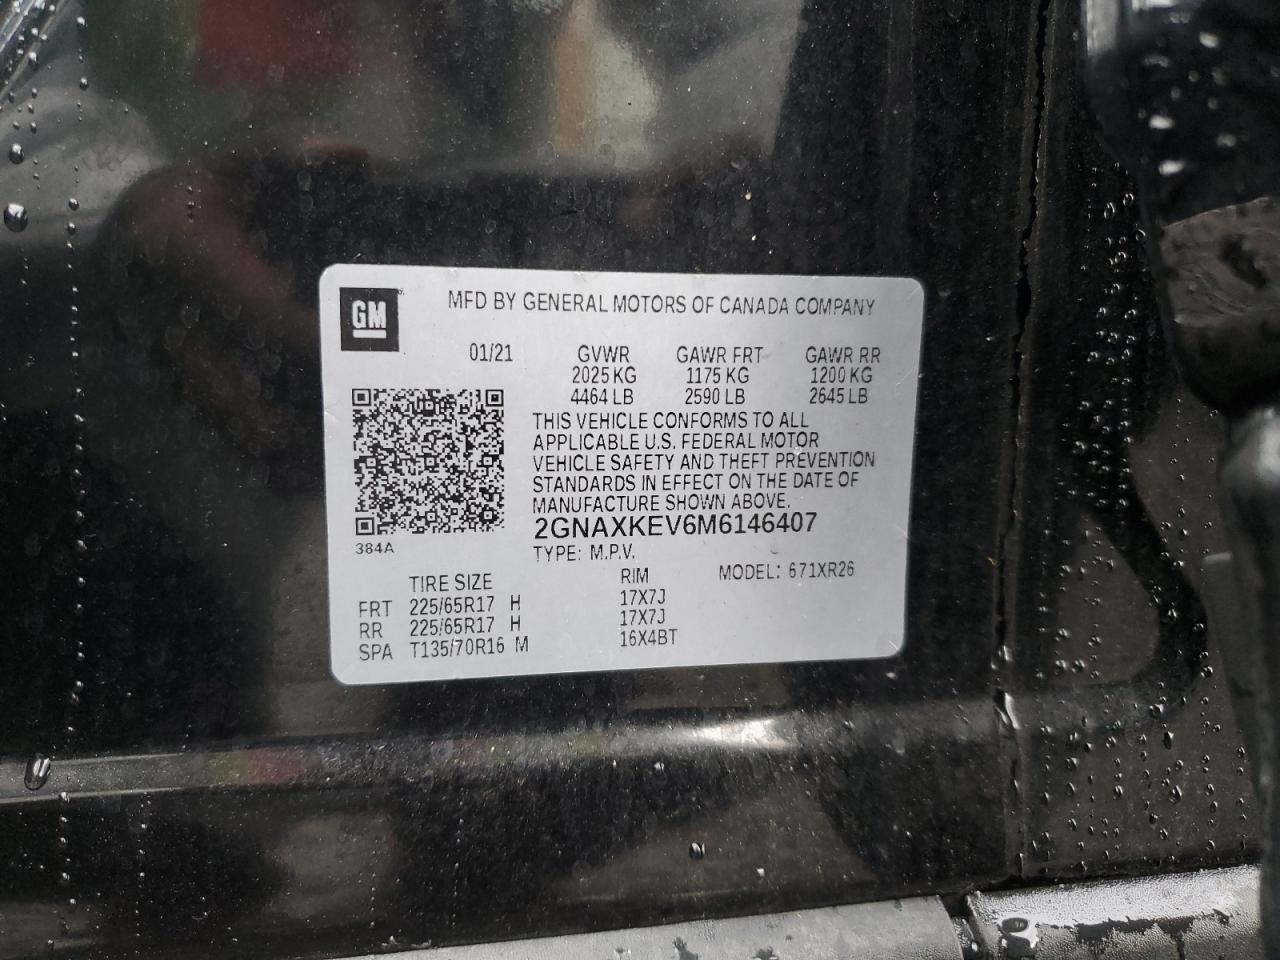 GM
MFD BY GENERAL MOTORS OF CANADA COMPANY
01/21 GVWR GAWR FRT GAWR RR
2025 KG 1175 KG 1200 KG
4464 LB 2590 LB 2645 LB
THIS VEHICLE CONFORMS TO ALL
APPLICABLE U.S. FEDERAL MOTOR
VEHICLE SAFETY AND THEFT PREVENTION
STANDARDS IN EFFECT ON THE DATE OF
MANUFACTURE SHOWN ABOVE.
2GNAXKEV6M6146407
384A
TYPE: M.P.V.
TIRE SIZE RIM MODEL: 671XR26
FRT 225/65R17 H 17X7J
RR 225/65R17 H 17X7J
SPA T135/70R16 M 16X4BT